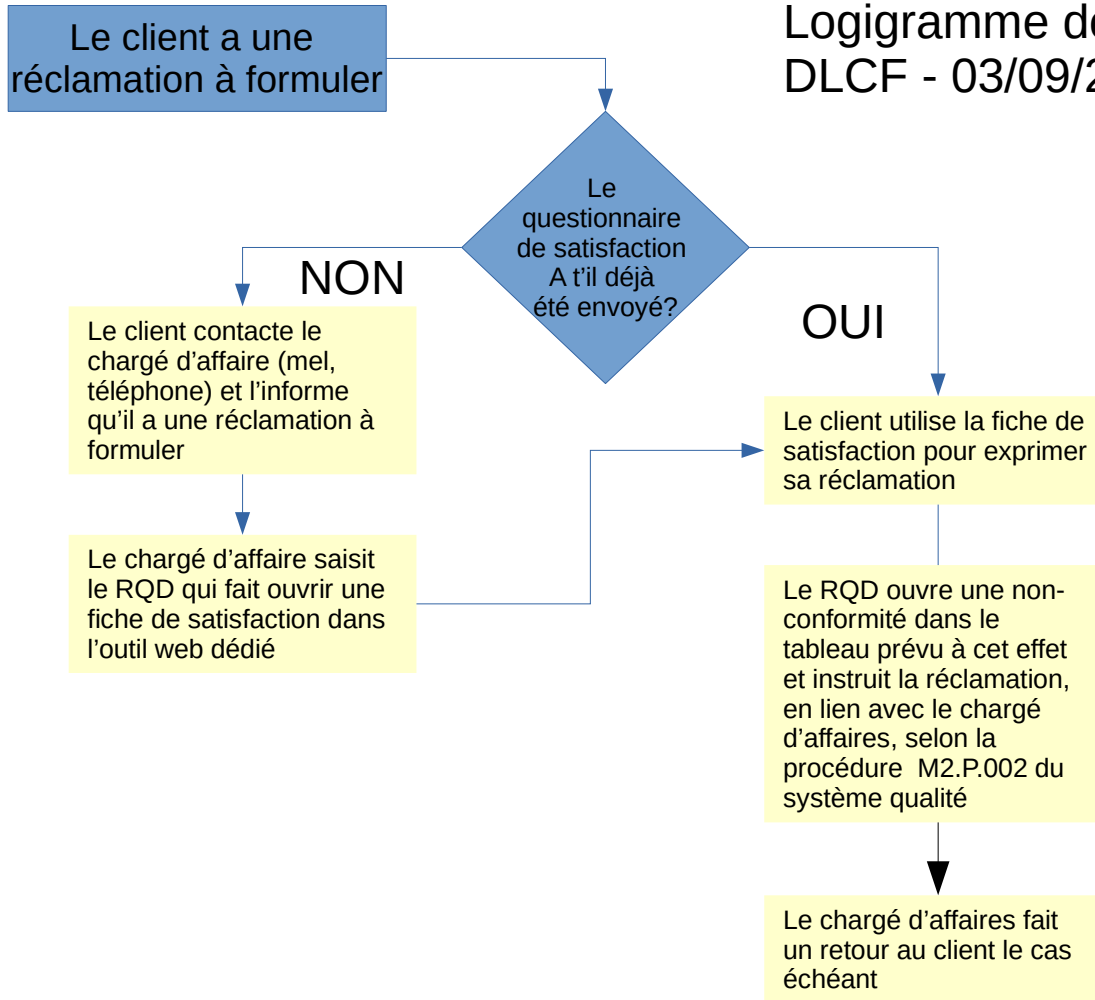 Le client a une
réclamation à formuler
Logigramme de
DLCF - 03/09/2
Le
questionnaire
de satisfaction
A t’il déjà
été envoyé?
NON
OUI
Le client contacte le
chargé d’affaire (mel,
téléphone) et l’informe
qu’il a une réclamation à
formuler
Le chargé d’affaire saisit
le RQD qui fait ouvrir une
fiche de satisfaction dans
l’outil web dédié
Le client utilise la fiche de
satisfaction pour exprimer
sa réclamation
Le RQD ouvre une non-
conformité dans le
tableau prévu à cet effet
et instruit la réclamation,
en lien avec le chargé
d’affaires, selon la
procédure  M2.P.002 du
système qualité
Le chargé d’affaires fait
un retour au client le cas
échéant